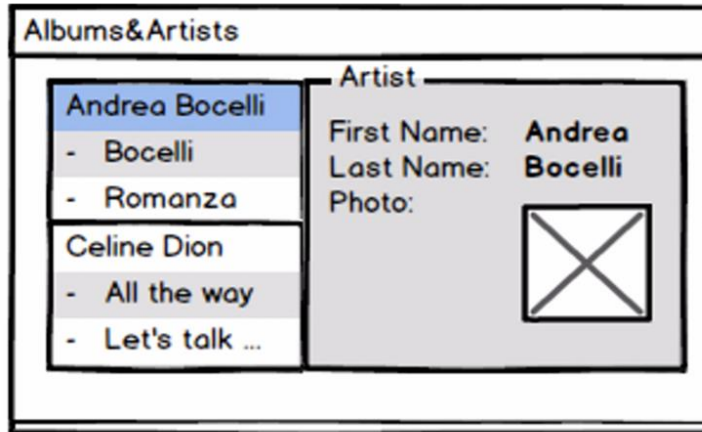 Albums&Artists
Andrea Bocelli
- Bocelli
- Romanza
Celine Dion
- All the way
- Let's talk ...
Artist
First Name: Andrea
Last Name: Bocelli
Photo: